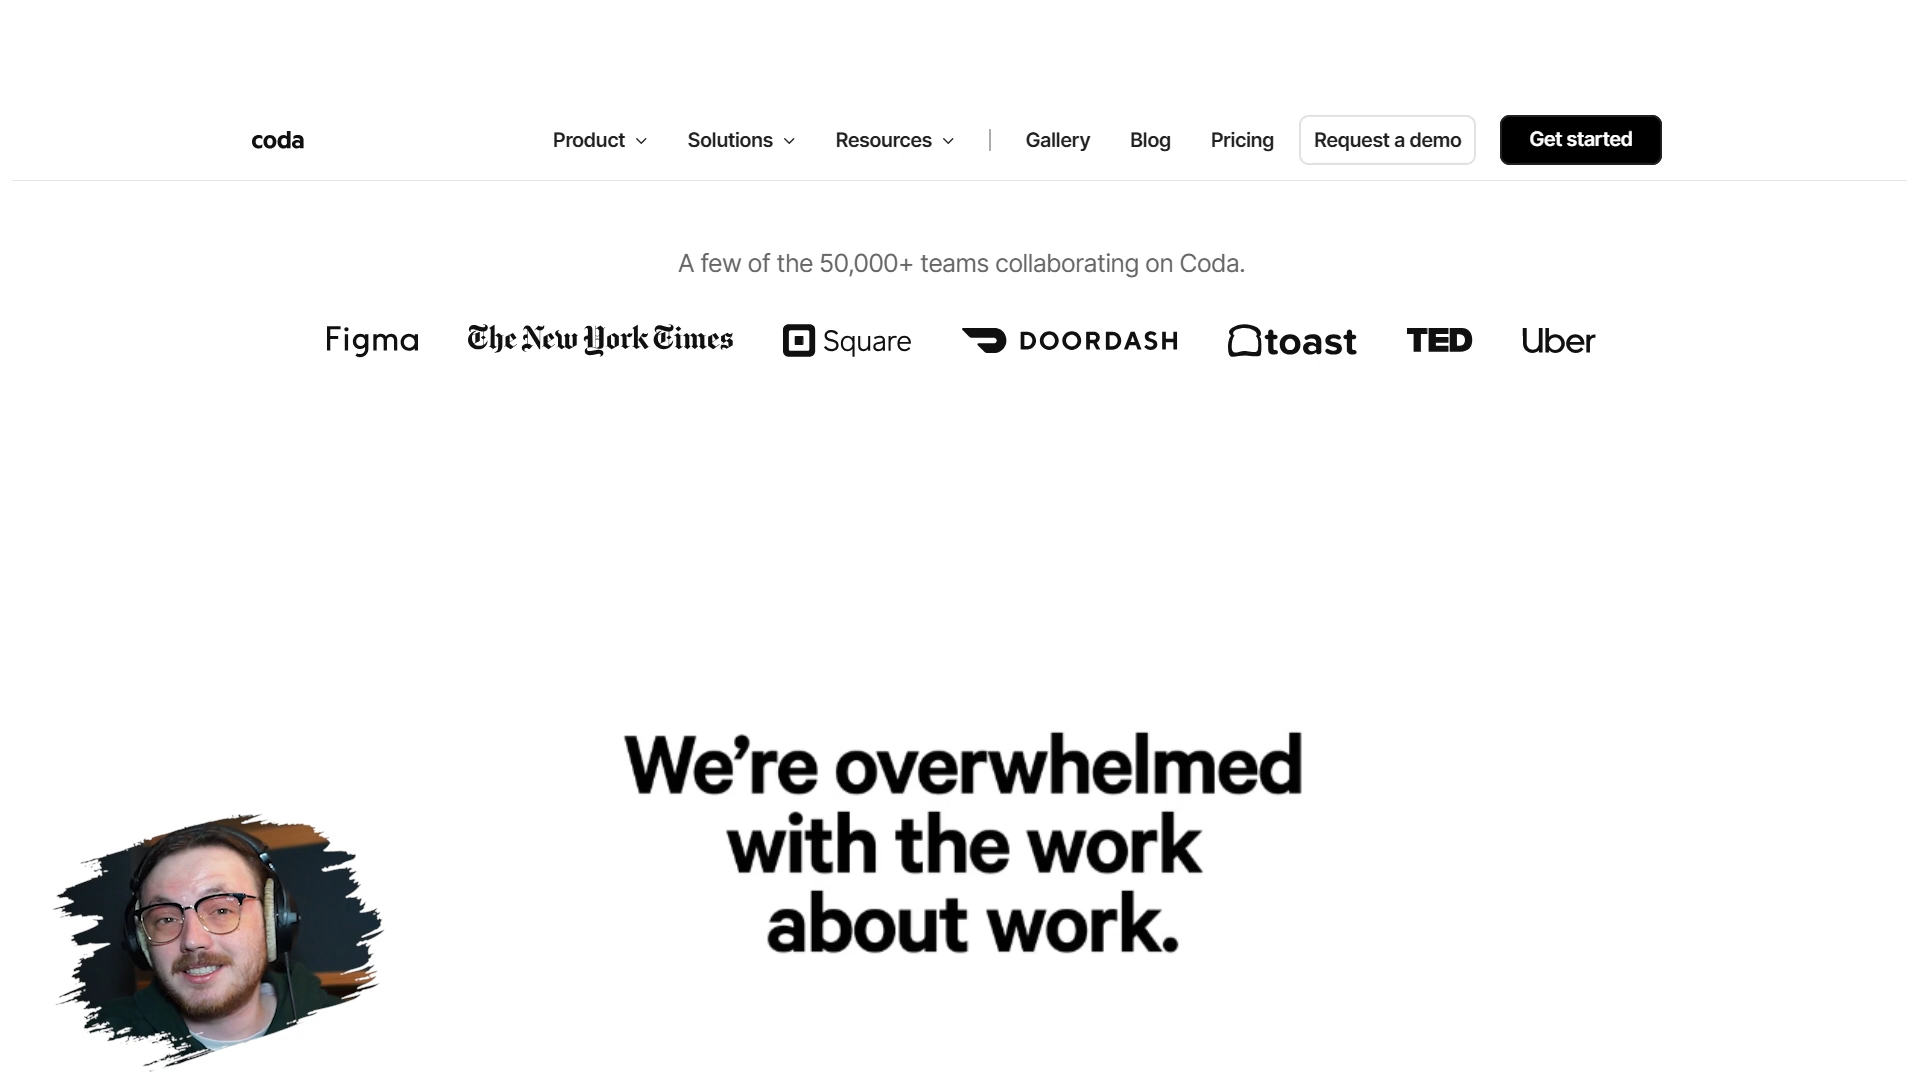 coda
Product
Solutions
Resources
Gallery
Blog
Pricing
Request a demo
Get started
A few of the 50,000+ teams collaborating on Coda.
Figma
The New York Times
Square
DOORDASH
toast
TED
Uber
We’re overwhelmed
with the work
about work.